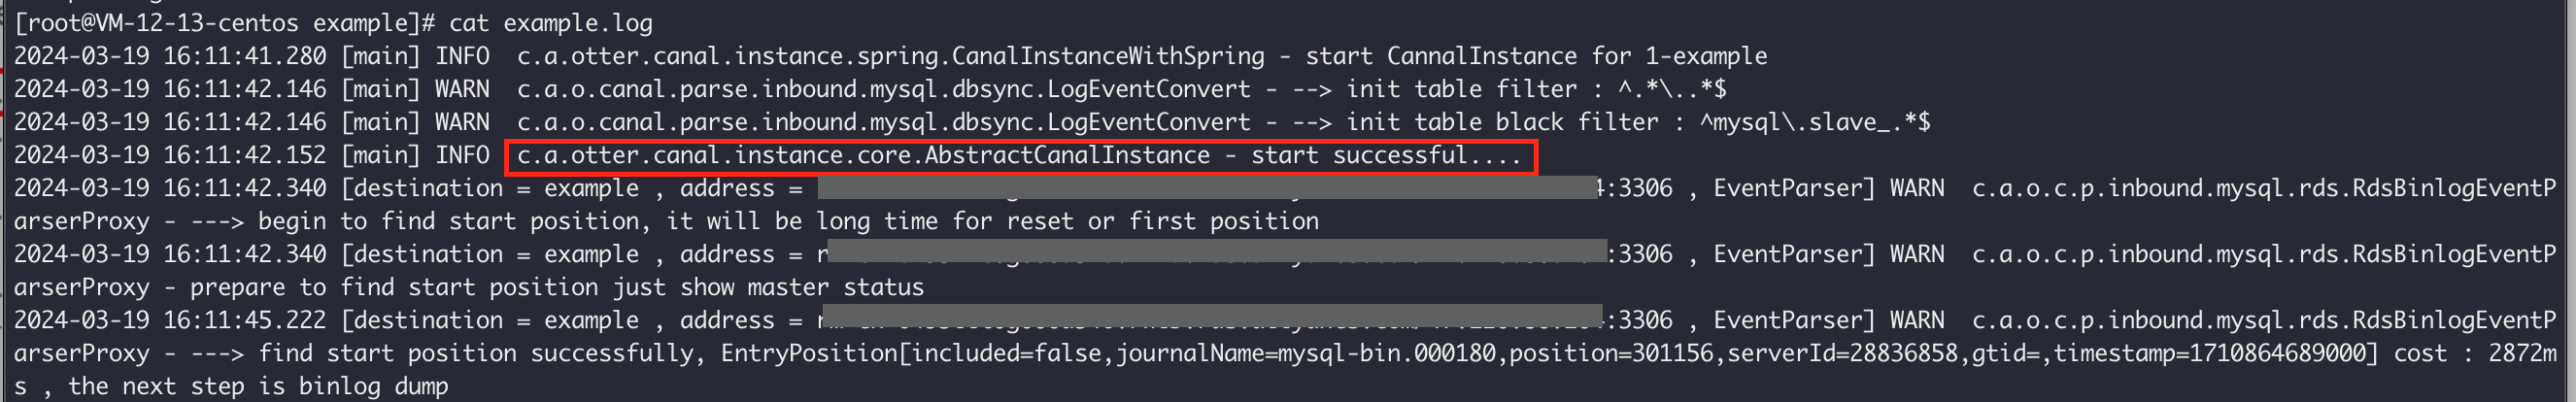 [root@VM-12-13-centos example]# cat example.log
2024-03-19 16:11:41.280 [main] INFO  c.a.otter.canal.instance.spring.CanalInstanceWithSpring - start CannalInstance for 1-example
2024-03-19 16:11:42.146 [main] WARN  c.a.o.canal.parse.inbound.mysql.dbsync.LogEventConvert - --> init table filter : ^.*\..*$
2024-03-19 16:11:42.146 [main] WARN  c.a.o.canal.parse.inbound.mysql.dbsync.LogEventConvert - --> init table black filter : ^mysql\.slave_.*$
2024-03-19 16:11:42.152 [main] INFO  c.a.otter.canal.instance.core.AbstractCanalInstance - start successful....
2024-03-19 16:11:42.340 [destination = example , address = :3306 , EventParser] WARN  c.a.o.c.p.inbound.mysql.rds.RdsBinlogEventP
arserProxy - ---> begin to find start position, it will be long time for reset or first position
2024-03-19 16:11:42.340 [destination = example , address = :3306 , EventParser] WARN  c.a.o.c.p.inbound.mysql.rds.RdsBinlogEventP
arserProxy - prepare to find start position just show master status
2024-03-19 16:11:45.222 [destination = example , address = :3306 , EventParser] WARN  c.a.o.c.p.inbound.mysql.rds.RdsBinlogEventP
arserProxy - ---> find start position successfully, EntryPosition[included=false,journalName=mysql-bin.000180,position=301156,serverId=28836858,gtid=,timestamp=1710864689000] cost : 2872m
s , the next step is binlog dump